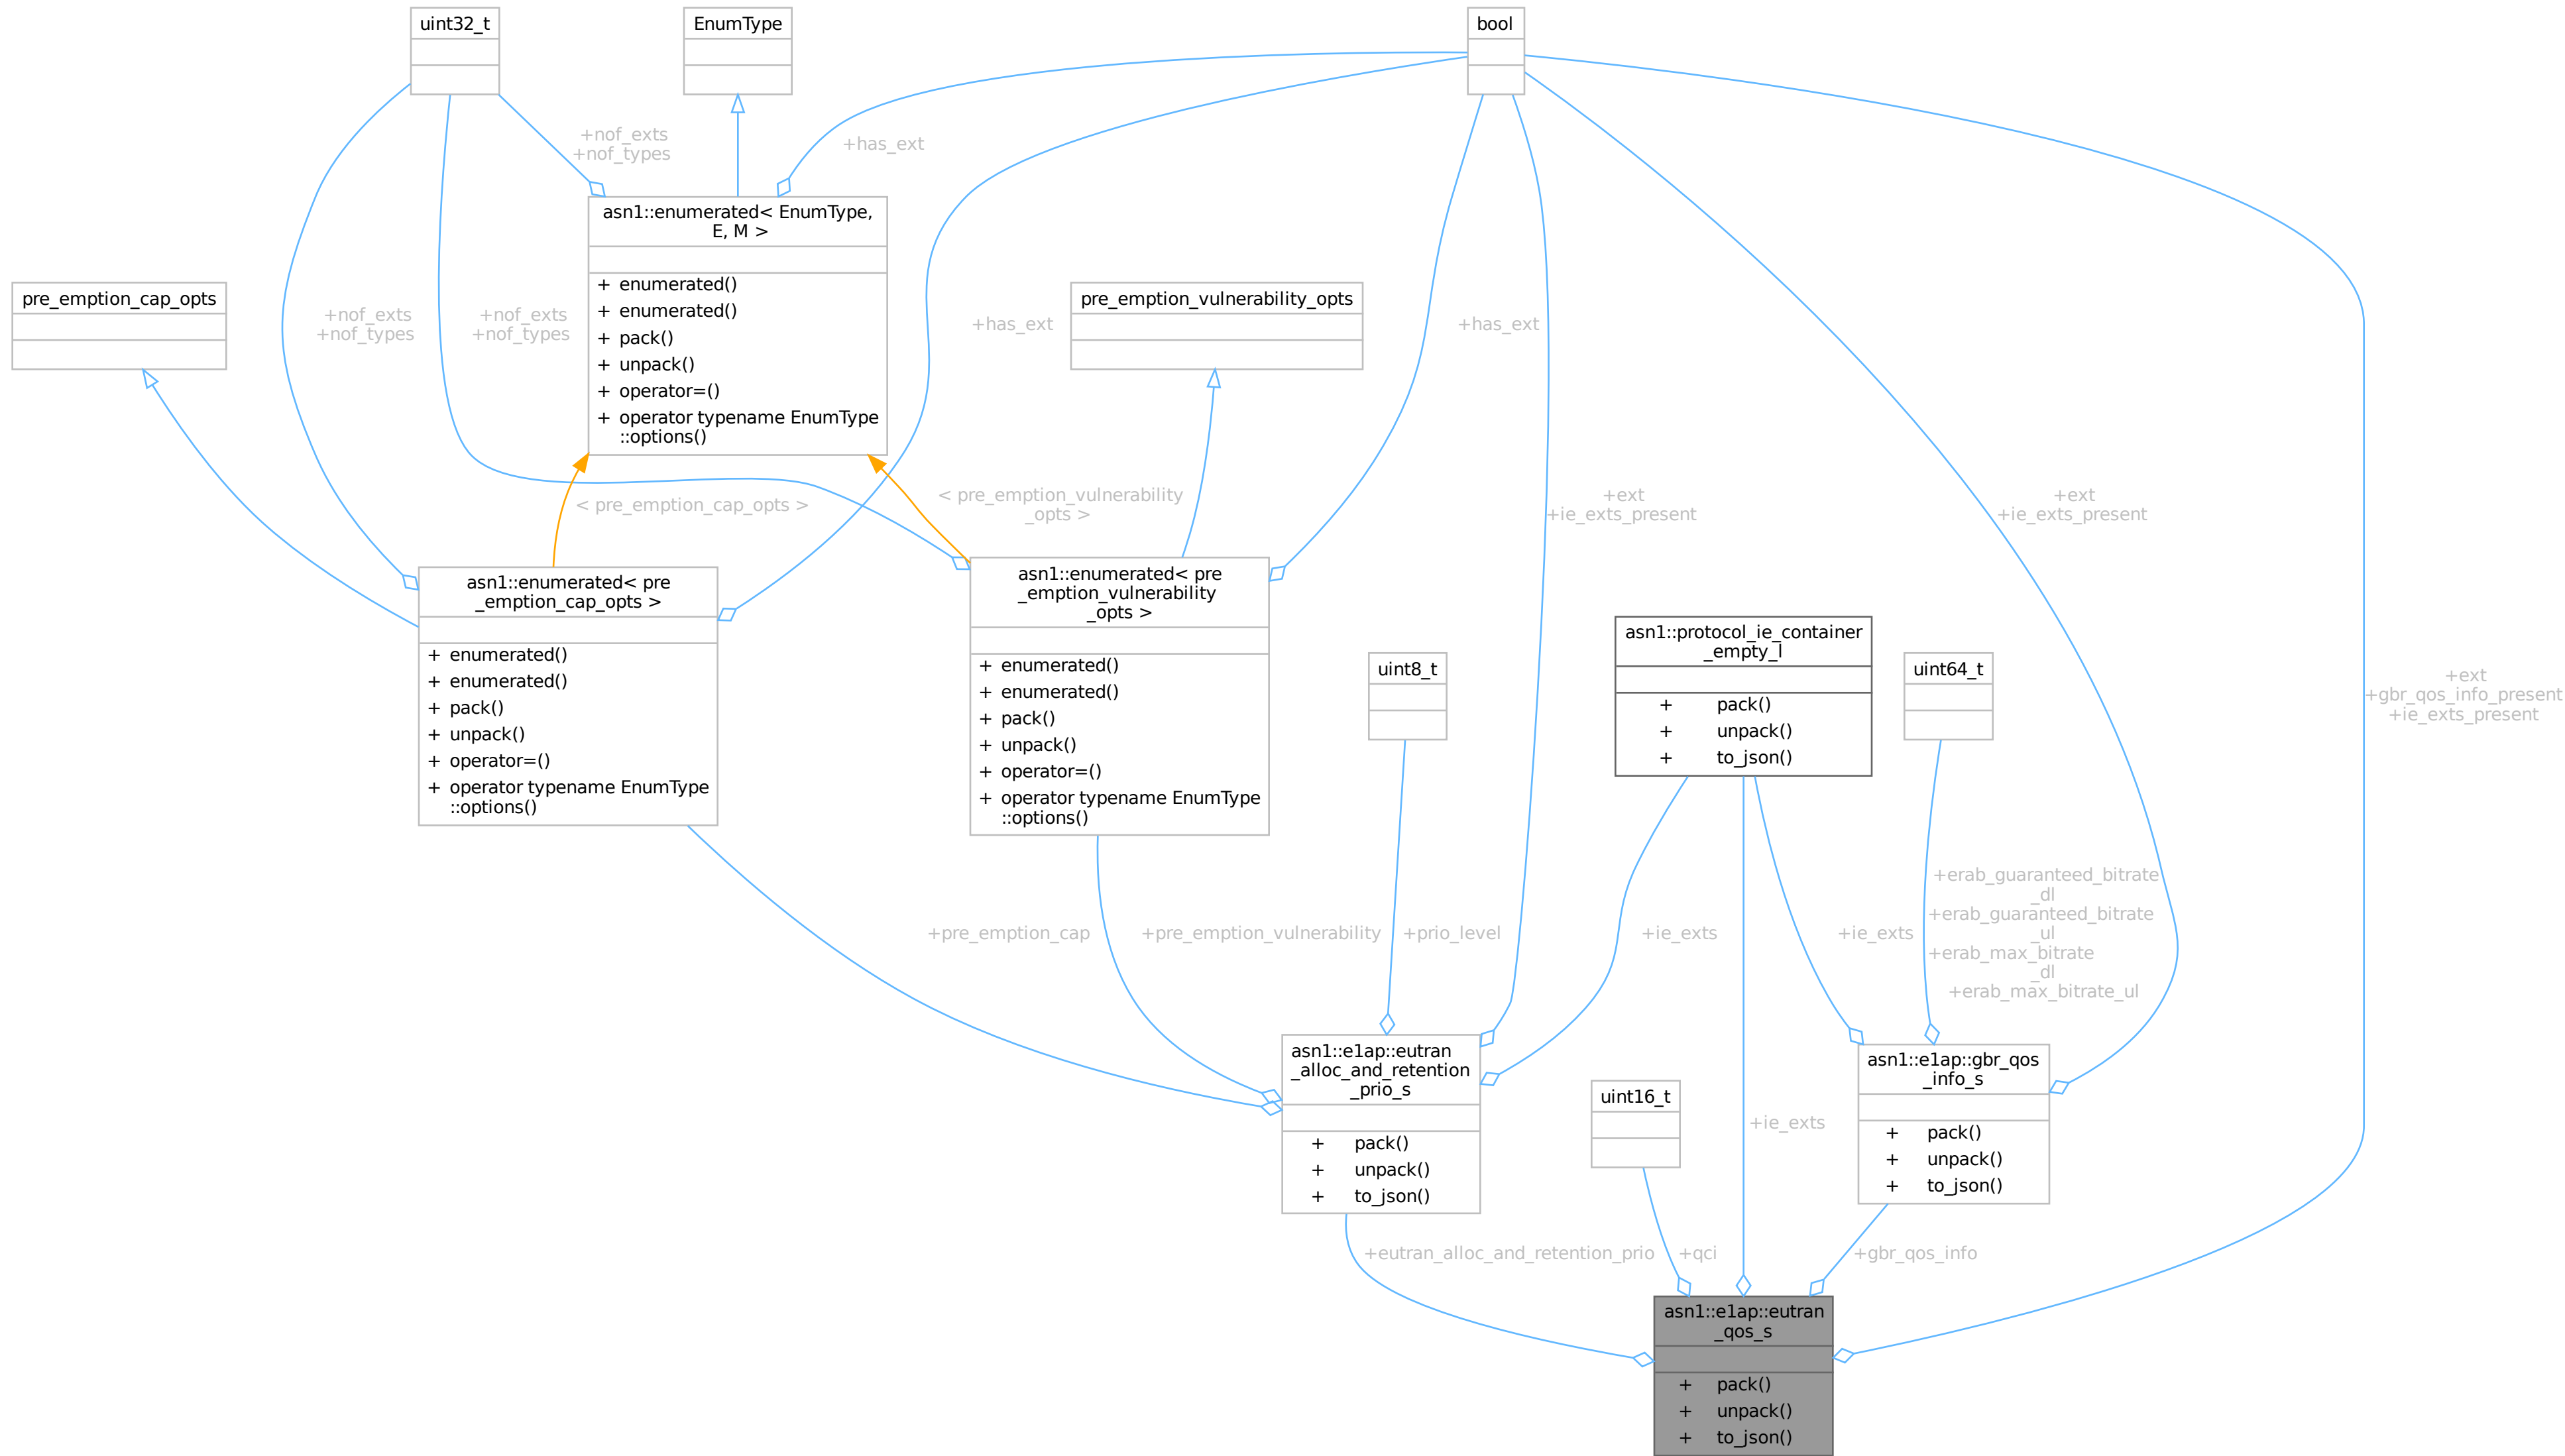 uint32_t
EnumType
bool
+nof_exts
+nof_types
+has_ext
asn1::enumerated< EnumType,
E, M >
+ enumerated()
+ enumerated()
+ pack()
+ unpack()
+ operator=()
+ operator typename EnumType
::options()
pre_emption_cap_opts
+nof_exts
+nof_types
+nof_exts
+nof_types
pre_emption_vulnerability_opts
+has_ext
+has_ext
< pre_emption_cap_opts >
< pre_emption_vulnerability
_opts >
+ext
+ie_exts_present
+ext
+ie_exts_present
asn1::enumerated< pre
_emption_cap_opts >
+ enumerated()
+ enumerated()
+ pack()
+ unpack()
+ operator=()
+ operator typename EnumType
::options()
asn1::enumerated< pre
_emption_vulnerability
_opts >
+ enumerated()
+ enumerated()
+ pack()
+ unpack()
+ operator=()
+ operator typename EnumType
::options()
uint8_t
asn1::protocol_ie_container
_empty_l
+ pack()
+ unpack()
+ to_json()
uint64_t
+ext
+gbr_qos_info_present
+ie_exts_present
+pre_emption_cap
+pre_emption_vulnerability
+prio_level
+ie_exts
+ie_exts
+erab_guaranteed_bitrate
_dl
+erab_guaranteed_bitrate
_ul
+erab_max_bitrate
_dl
+erab_max_bitrate_ul
asn1::e1ap::eutran
_alloc_and_retention
_prio_s
+ pack()
+ unpack()
+ to_json()
uint16_t
+ie_exts
asn1::e1ap::gbr_qos
_info_s
+ pack()
+ unpack()
+ to_json()
+eutran_alloc_and_retention_prio
+qci
+gbr_qos_info
asn1::e1ap::eutran
_qos_s
+ pack()
+ unpack()
+ to_json()